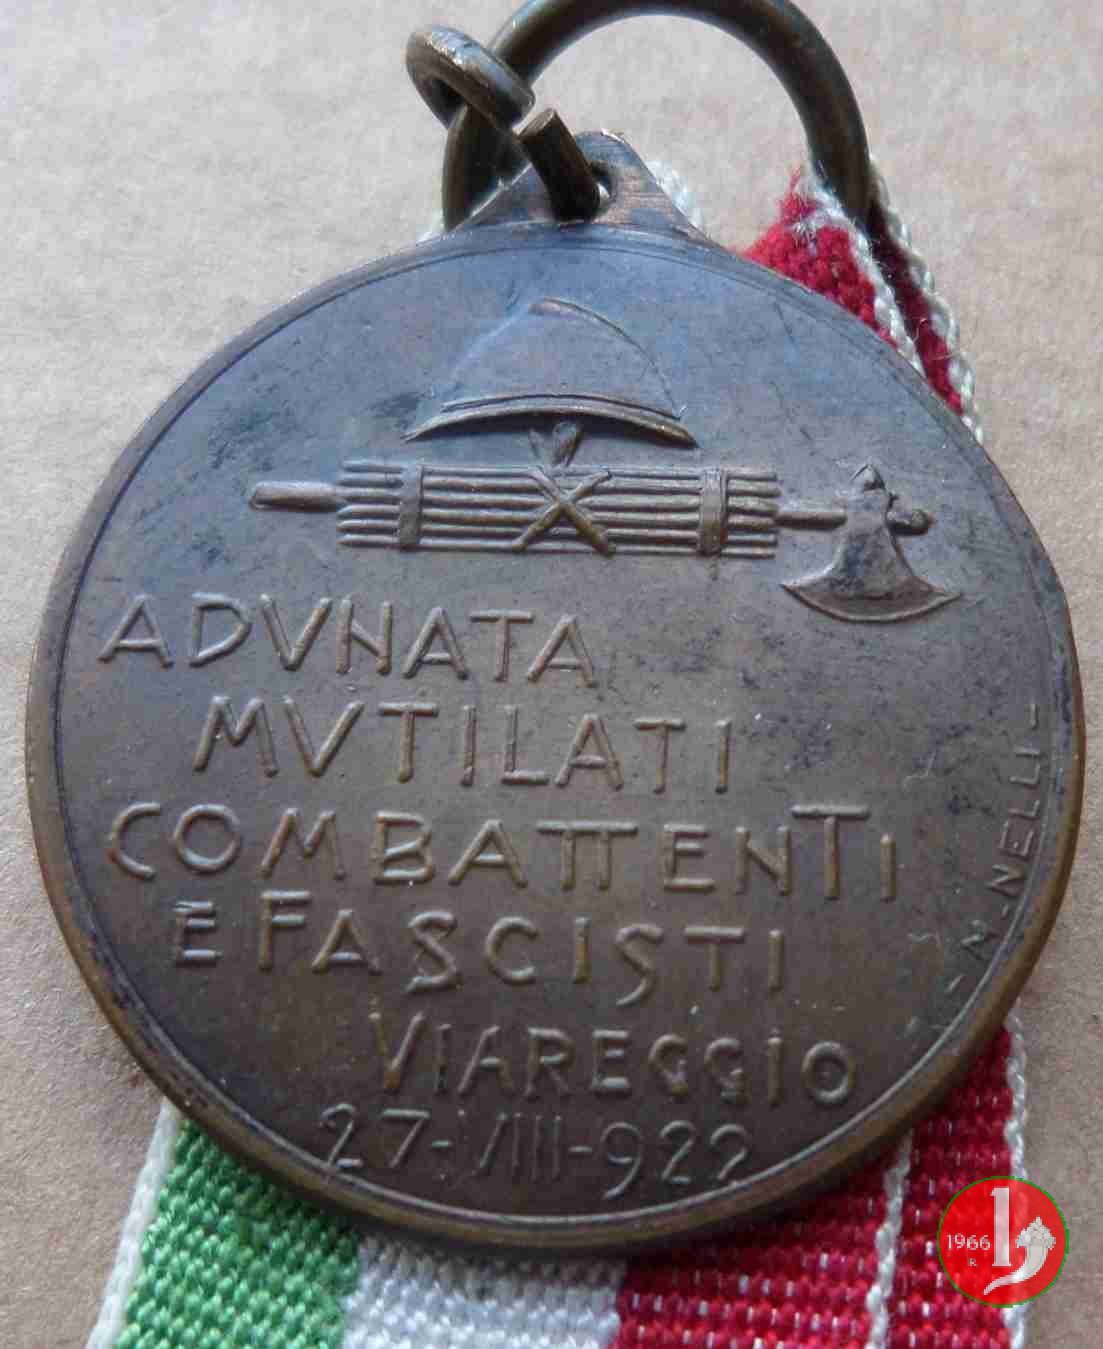 ADVNATA
MVTILATI
COMBATTENTI
E FASCISTI
VIAREGGIO
27-VIII-922
-N-NELLI-
1966
R